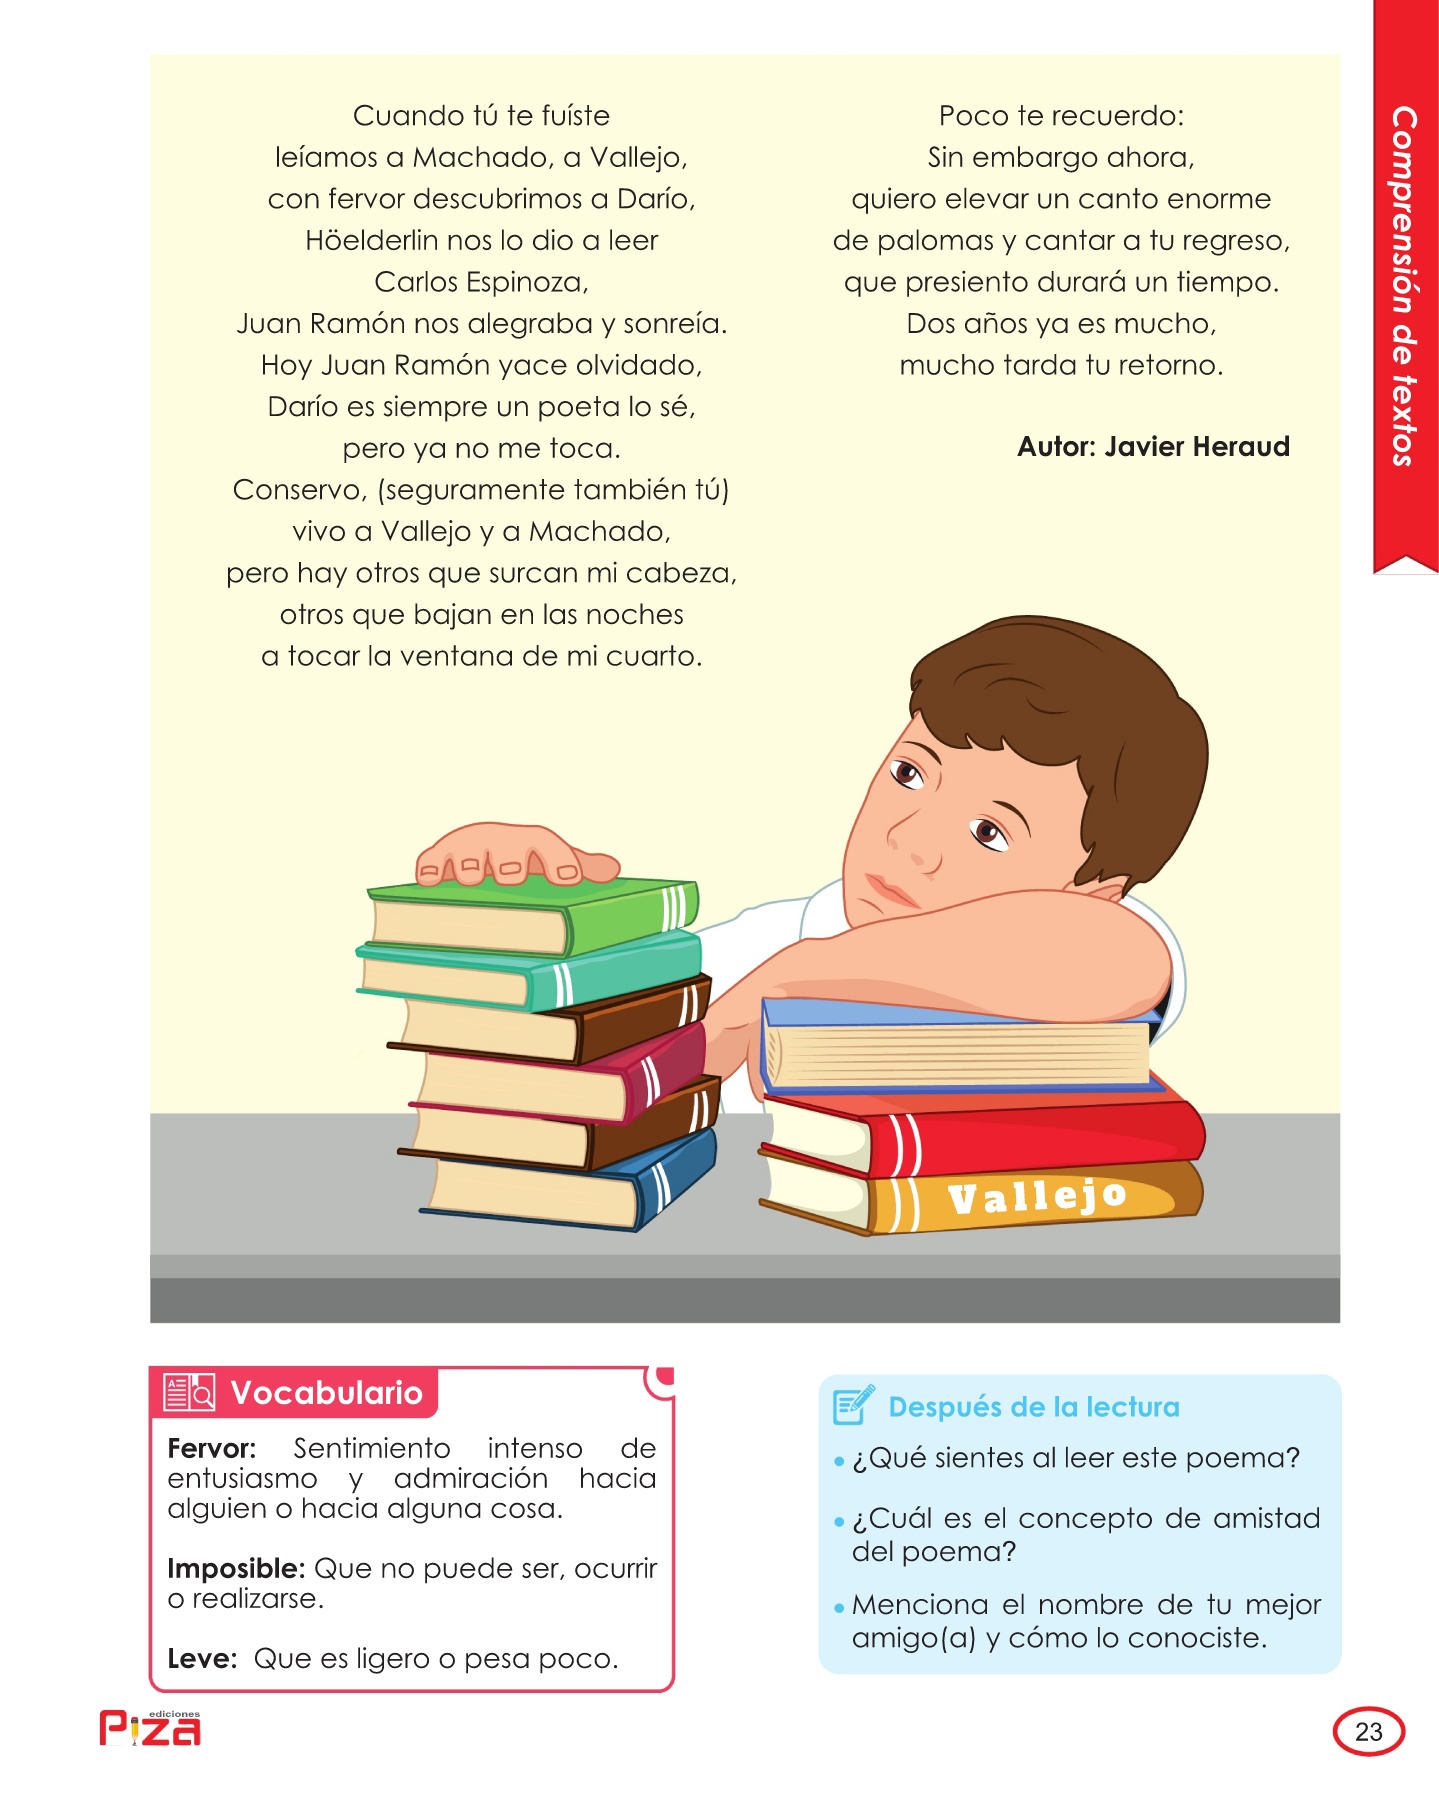 Cuando tú te fuíste
leíamos a Machado, a Vallejo,
con fervor descubrimos a Darío,
Höelderlin nos lo dio a leer
Carlos Espinoza,
Juan Ramón nos alegraba y sonreía.
Hoy Juan Ramón yace olvidado,
Darío es siempre un poeta lo sé,
pero ya no me toca.
Conservo, (seguramente también tú)
vivo a Vallejo y a Machado,
pero hay otros que surcan mi cabeza,
otros que bajan en las noches
a tocar la ventana de mi cuarto.
Poco te recuerdo:
Sin embargo ahora,
quiero elevar un canto enorme
de palomas y cantar a tu regreso,
que presiento durará un tiempo.
Dos años ya es mucho,
mucho tarda tu retorno.
Autor: Javier Heraud
Comprensión de textos
Vallejo
Vocabulario
Fervor: Sentimiento intenso de
entusiasmo y admiración hacia
alguien o hacia alguna cosa.
Imposible: Que no puede ser, ocurrir
o realizarse.
Leve: Que es ligero o pesa poco.
Después de la lectura
• ¿Qué sientes al leer este poema?
• ¿Cuál es el concepto de amistad
del poema?
• Menciona el nombre de tu mejor
amigo(a) y cómo lo conociste.
ediciones
Piza
23